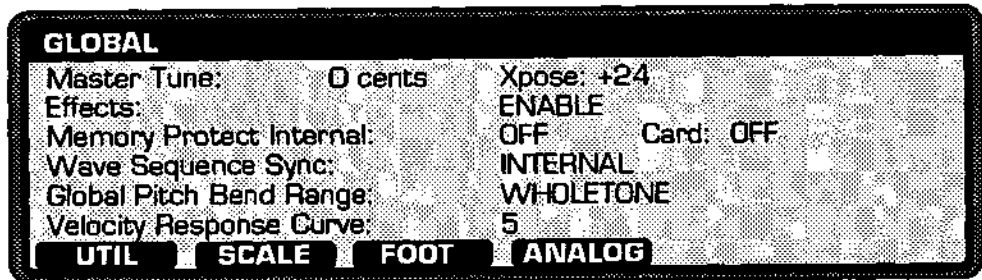 GLOBAL
Master Tune: 0 cents Xpose: +24
Effects: ENABLE
Memory Protect Internal: OFF Card: OFF
Wave Sequence Sync: INTERNAL
Global Pitch Bend Range: WHOLETONE
Velocity Response Curve: 5
UTIL SCALE FOOT ANALOG